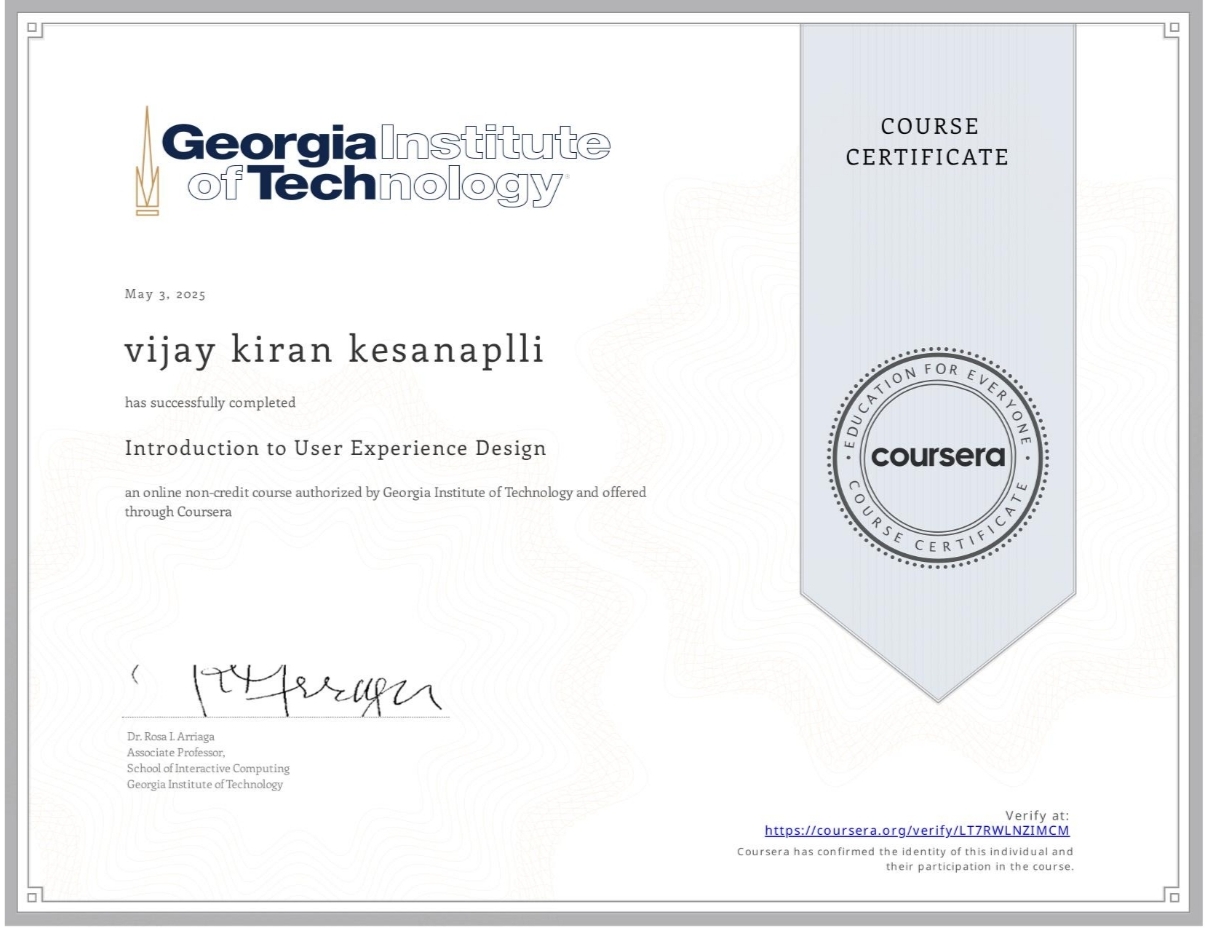 Georgia Institute
of Technology
COURSE
CERTIFICATE
May 3, 2025
vijay kiran kesanaplli
has successfully completed
Introduction to User Experience Design
an online non-credit course authorized by Georgia Institute of Technology and offered
through Coursera
EDUCATION FOR EVERYONE
coursera
COURSE CERTIFICATE
Dr. Rosa I. Arriaga
Associate Professor,
School of Interactive Computing
Georgia Institute of Technology
Verify at:
https://coursera.org/verify/LT7RWLNZIMCM
Coursera has confirmed the identity of this individual and
their participation in the course.